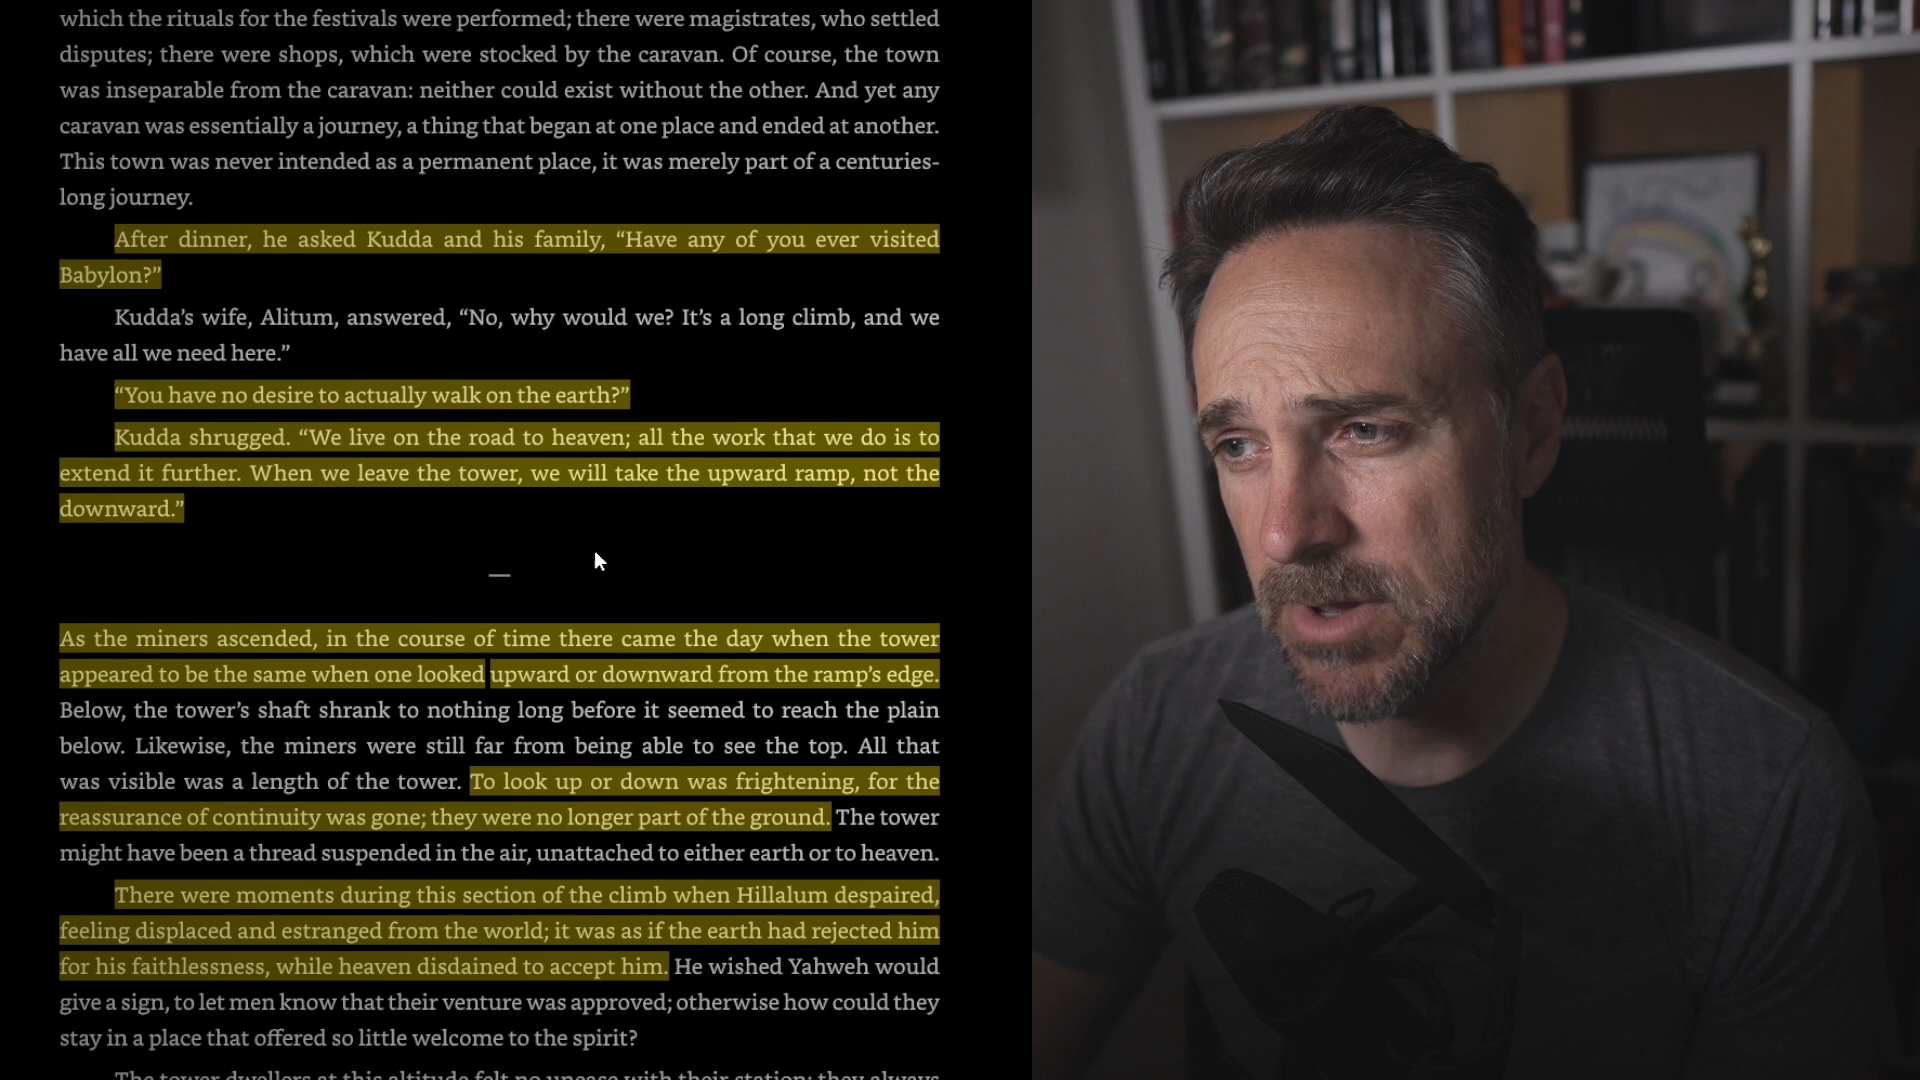 which the rituals for the festivals were performed; there were magistrates, who settled
disputes; there were shops, which were stocked by the caravan. Of course, the town
was inseparable from the caravan: neither could exist without the other. And yet any
caravan was essentially a journey, a thing that began at one place and ended at another.
This town was never intended as a permanent place, it was merely part of a centuries-
long journey.
After dinner, he asked Kudda and his family, “Have any of you ever visited
Babylon?”
Kudda’s wife, Alitum, answered, “No, why would we? It’s a long climb, and we
have all we need here.”
“You have no desire to actually walk on the earth?”
Kudda shrugged. “We live on the road to heaven; all the work that we do is to
extend it further. When we leave the tower, we will take the upward ramp, not the
downward.”
—
As the miners ascended, in the course of time there came the day when the tower
appeared to be the same when one looked upward or downward from the ramp’s edge.
Below, the tower’s shaft shrank to nothing long before it seemed to reach the plain
below. Likewise, the miners were still far from being able to see the top. All that
was visible was a length of the tower. To look up or down was frightening, for the
reassurance of continuity was gone; they were no longer part of the ground. The tower
might have been a thread suspended in the air, unattached to either earth or to heaven.
There were moments during this section of the climb when Hillalum despaired,
feeling displaced and estranged from the world; it was as if the earth had rejected him
for his faithlessness, while heaven disdained to accept him. He wished Yahweh would
give a sign, to let men know that their venture was approved; otherwise how could they
stay in a place that offered so little welcome to the spirit?
The tower dwellers at this altitude felt no unease with their station; they always